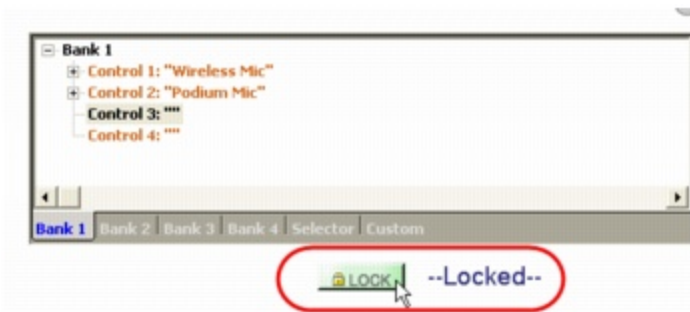 Bank 1
Control 1: "Wireless Mic"
Control 2: "Podium Mic"
Control 3: ""
Control 4: ""
Bank 1 Bank 2 Bank 3 Bank 4 Selector Custom
LOCK --Locked--